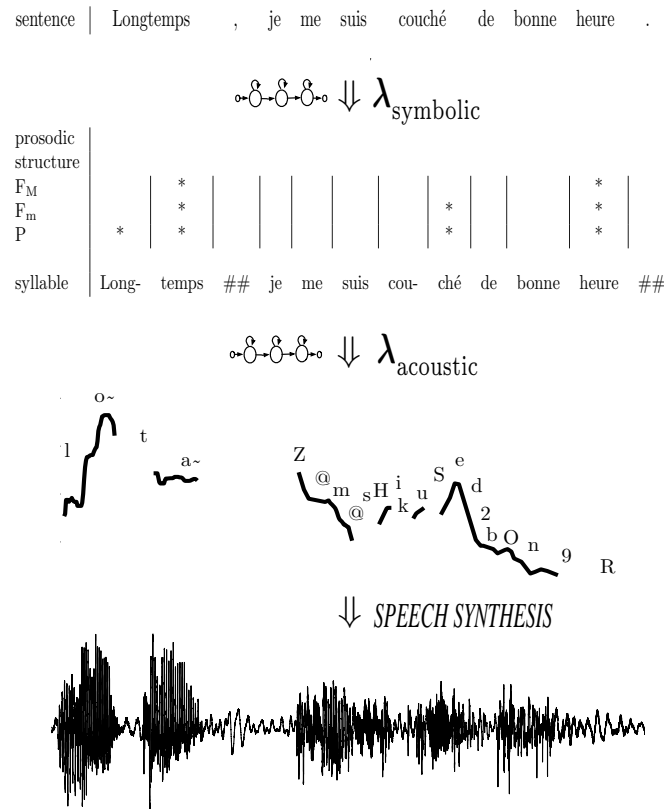 sentence Longtemps , je me suis couché de bonne heure .
λsymbolic
prosodic
structure
FM * *
Fm * * *
P * * * *
syllable Long- temps ## je me suis cou- ché de bonne heure ##
λacoustic
o~
l t a~
Z @ m @ s H i k u S e d 2 b O n 9 R
SPEECH SYNTHESIS